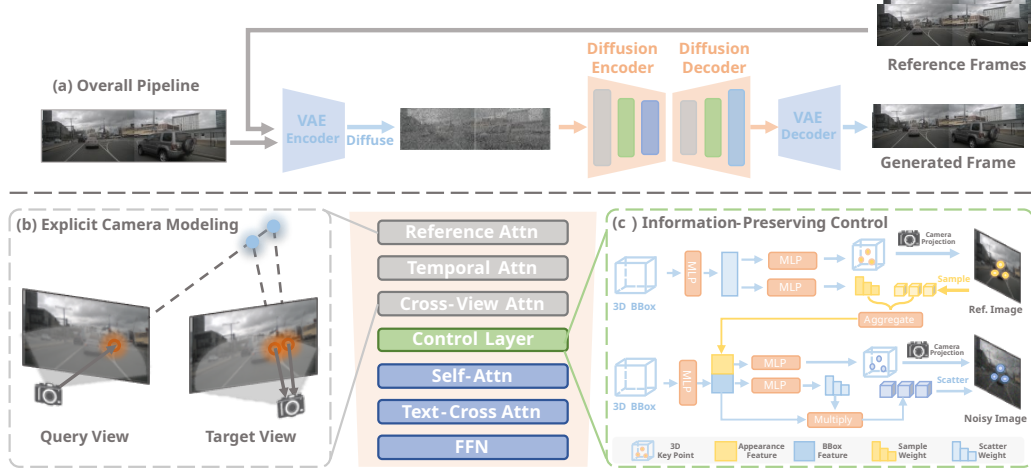 (a) Overall Pipeline
VAE
Encoder
Diffuse
Diffusion
Encoder
Diffusion
Decoder
VAE
Decoder
Reference Frames
Generated Frame
(b) Explicit Camera Modeling
Query View
Target View
Reference Attn
Temporal Attn
Cross-View Attn
Control Layer
Self-Attn
Text-Cross Attn
FFN
(c ) Information-Preserving Control
3D BBox
MLP
MLP
MLP
Camera
Projection
Sample
Ref. Image
Aggregate
3D BBox
MLP
MLP
MLP
Camera
Projection
Scatter
Multiply
Noisy Image
3D
Key Point
Appearance
Feature
BBox
Feature
Sample
Weight
Scatter
Weight